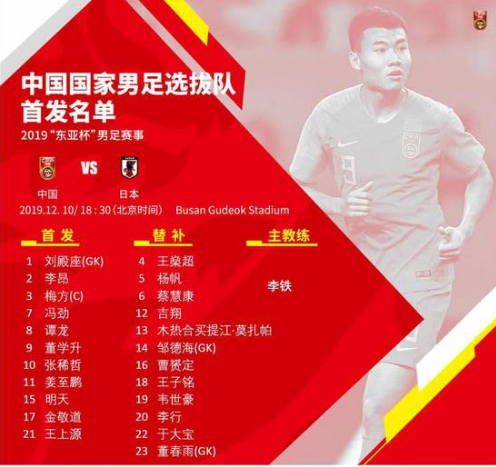 中国国家男足选拔队
首发名单
2019“东亚杯”男足赛事
中国 VS 日本
2019.12. 10/ 18 : 30(北京时间) Busan Gudeok Stadium
首发
1 刘殿座(GK)
2 李昂
3 梅方(C)
7 冯劲
8 谭龙
9 董学升
10 张稀哲
11 姜至鹏
15 明天
17 金敬道
21 王上源
替补
4 王燊超
5 杨帆
6 蔡慧康
12 吉翔
13 木热合买提江·莫扎帕
14 邹德海(GK)
16 曹赟定
18 王子铭
19 韦世豪
20 李行
22 于大宝
23 董春雨(GK)
主教练
李铁
9